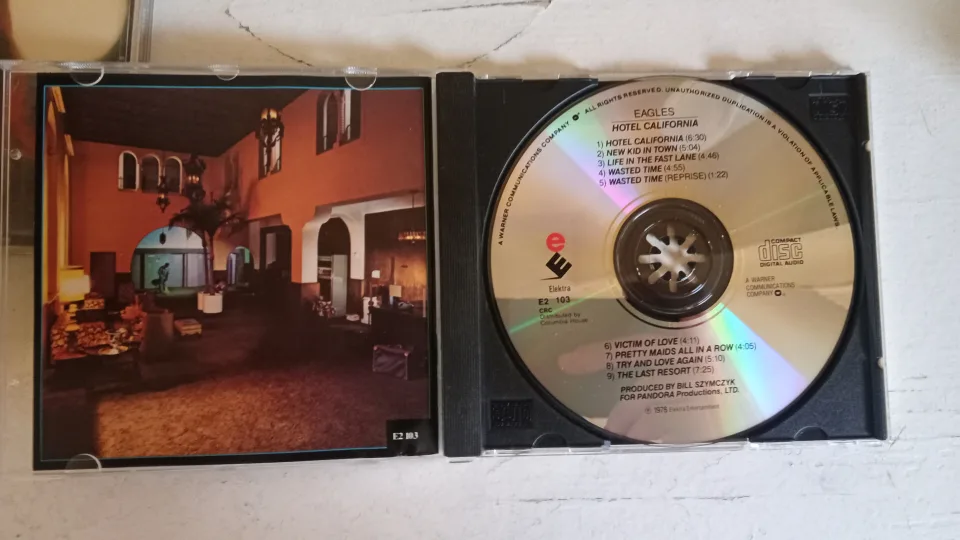 E2 103
A WARNER COMMUNICATIONS COMPANY ALL RIGHTS RESERVED. UNAUTHORIZED DUPLICATION IS A VIOLATION OF APPLICABLE LAWS
EAGLES
HOTEL CALIFORNIA
1) HOTEL CALIFORNIA (6:30)
2) NEW KID IN TOWN (5:04)
3) LIFE IN THE FAST LANE (4:46)
4) WASTED TIME (4:55)
5) WASTED TIME (REPRISE) (1:22)
e
E
Elektra
E2 103
CRC
Distributed by
Columbia House
COMPACT
disc
DIGITAL AUDIO
A WARNER
COMMUNICATIONS
COMPANY
6) VICTIM OF LOVE (4:11)
7) PRETTY MAIDS ALL IN A ROW (4:05)
8) TRY AND LOVE AGAIN (5:10)
9) THE LAST RESORT (7:25)
PRODUCED BY BILL SZYMCZYK
FOR PANDORA Productions, LTD.
℗ 1976 Elektra Entertainment